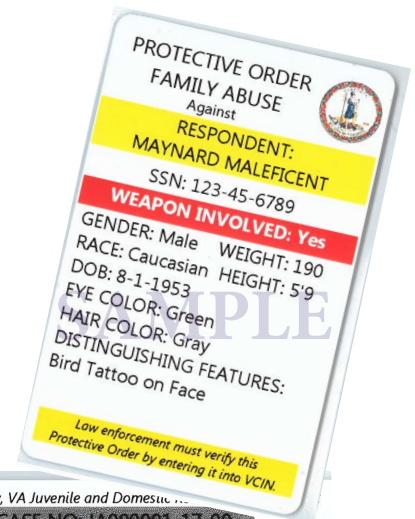 PROTECTIVE ORDER
FAMILY ABUSE
Against
RESPONDENT:
MAYNARD MALEFICENT
SSN: 123-45-6789
WEAPON INVOLVED: Yes
GENDER: Male WEIGHT: 190
RACE: Caucasian HEIGHT: 5'9
DOB: 8-1-1953
EYE COLOR: Green
HAIR COLOR: Gray
SAMPLE
DISTINGUISHING FEATURES:
Bird Tattoo on Face
Law enforcement must verify this
Protective Order by entering it into VCIN.
VA Juvenile and Domestic
CASE NO: